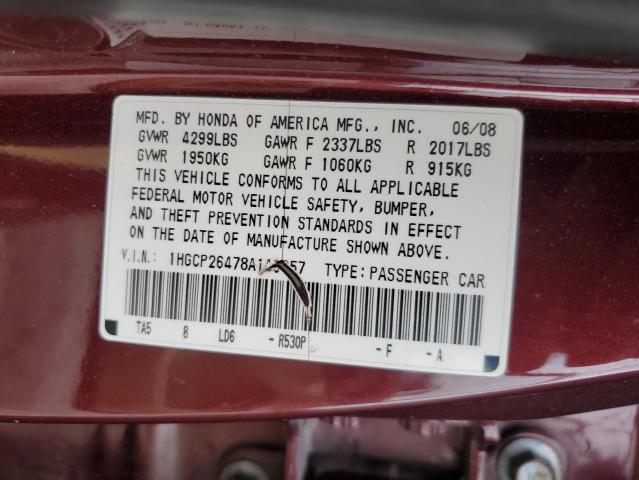 MFD. BY HONDA OF AMERICA MFG., INC. 06/08
GVWR 4299LBS GAWR F 2337LBS R 2017LBS
GVWR 1950KG GAWR F 1060KG R 915KG
THIS VEHICLE CONFORMS TO ALL APPLICABLE
FEDERAL MOTOR VEHICLE SAFETY, BUMPER,
AND THEFT PREVENTION STANDARDS IN EFFECT
ON THE DATE OF MANUFACTURE SHOWN ABOVE.
V.I.N.: TYPE: PASSENGER CAR
TA5 8 LD6 - R530P - F - A